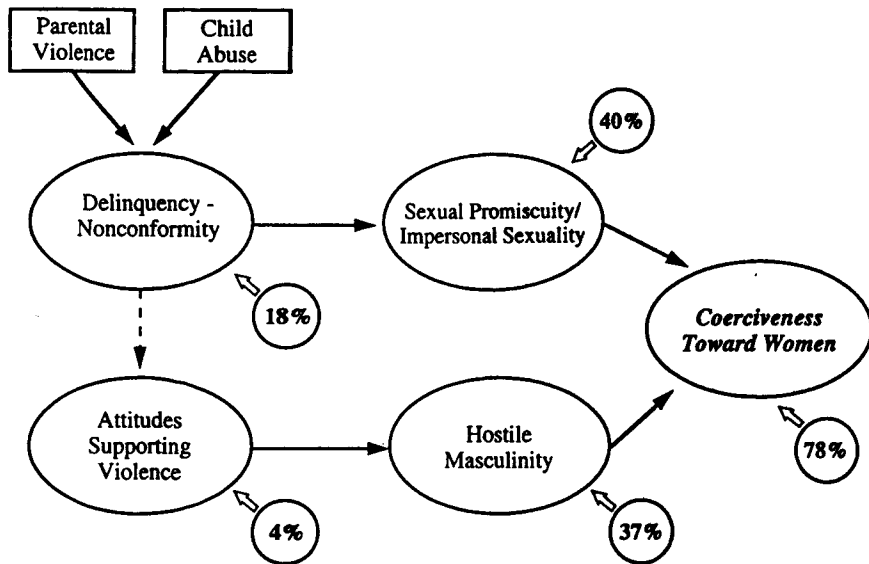 Parental
Violence
Child
Abuse
40%
Delinquency -
Nonconformity
Sexual Promiscuity/
Impersonal Sexuality
18%
Coerciveness
Toward Women
Attitudes
Supporting
Violence
Hostile
Masculinity
78%
4%
37%